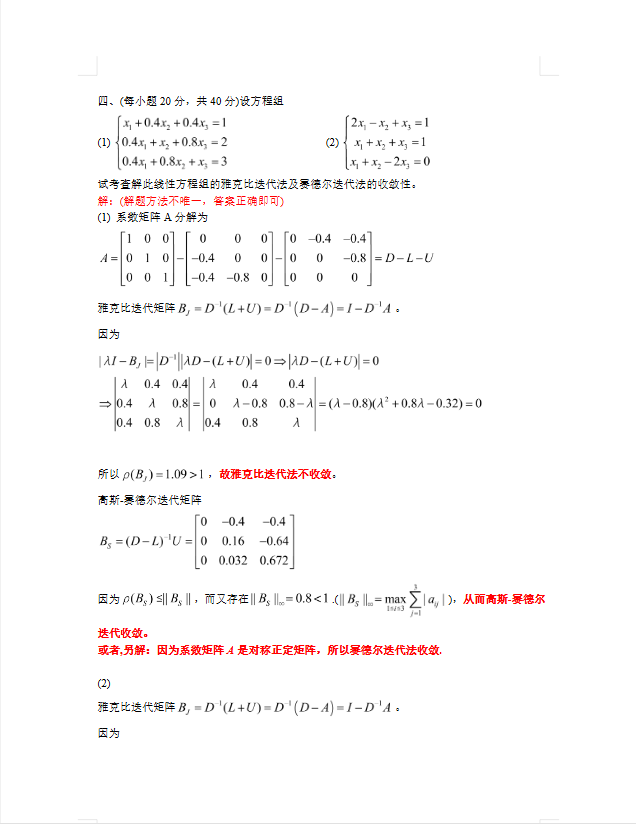 四、(每小题 20 分，共 40 分)设方程组
(1) { x₁ + 0.4x₂ + 0.4x₃ = 1
0.4x₁ + x₂ + 0.8x₃ = 2
0.4x₁ + 0.8x₂ + x₃ = 3
(2) { 2x₁ − x₂ + x₃ = 1
x₁ + x₂ + x₃ = 1
x₁ + x₂ − 2x₃ = 0
试考查解此线性方程组的雅克比迭代法及赛德尔迭代法的收敛性。
解：(解题方法不唯一，答案正确即可)
(1) 系数矩阵 A 分解为
A = [1 0 0; 0 1 0; 0 0 1] − [0 0 0; −0.4 0 0; −0.4 −0.8 0] − [0 −0.4 −0.4; 0 0 −0.8; 0 0 0] = D − L − U
雅克比迭代矩阵 B_J = D⁻¹(L+U) = D⁻¹(D−A) = I − D⁻¹A 。
因为
|λI − B_J| = |D⁻¹||λD − (L+U)| = 0 ⇒ |λD − (L+U)| = 0
⇒ |λ 0.4 0.4; 0.4 λ 0.8; 0.4 0.8 λ| = |λ 0.4 0.4; 0 λ−0.8 0.8−λ; 0.4 0.8 λ| = (λ−0.8)(λ² + 0.8λ − 0.32) = 0
所以 ρ(B_J) = 1.09 > 1 ，故雅克比迭代法不收敛。
高斯-赛德尔迭代矩阵
B_S = (D − L)⁻¹U = [0 −0.4 −0.4; 0 0.16 −0.64; 0 0.032 0.672]
因为 ρ(B_S) ≤|| B_S || ，而又存在 || B_S ||∞ = 0.8 < 1 .(|| B_S ||∞ = max 1≤i≤3 ∑ j=1 3 | a_ij | )，从而高斯-赛德尔
迭代收敛。
或者,另解：因为系数矩阵 A 是对称正定矩阵，所以赛德尔迭代法收敛.
(2)
雅克比迭代矩阵 B_J = D⁻¹(L+U) = D⁻¹(D−A) = I − D⁻¹A 。
因为